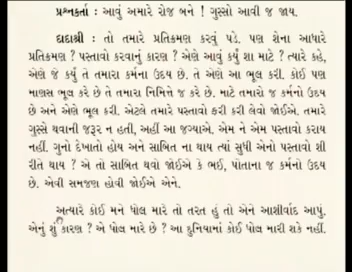 પ્રશ્નકર્તા : આવું અમારે રોજ બને ! ગુસ્સો આવી જ જાય.
દાદાશ્રી : તો તમારે પ્રતિક્રમણ કરવું પડે. પણ શેના આધારે
પ્રતિક્રમણ ? પસ્તાવો કરવાનું કારણ ? એણે આવું કર્યું શા માટે ? ત્યારે કહે,
એણે જે કર્યું તે તમારા કર્મના ઉદય છે. તે એણે આ ભૂલ કરી. કોઈ પણ
માણસ ભૂલ કરે છે તે તમારા નિમિત્તે જ કરે છે. માટે તમારો જ કર્મનો ઉદય
છે અને એણે ભૂલ કરી. એટલે તમારે પસ્તાવો ફરી ફરી લેવો જોઈએ. તમારે
ગુસ્સે થવાની જરૂર ન હતી, અહીં આ જગ્યાએ. એમ ને એમ પસ્તાવો કરાય
નહીં. ગુનો દેખાતો હોય અને સાબિત ના થાય ત્યાં સુધી એનો પસ્તાવો શી
રીતે થાય ? એ તો સાબિત થવો જોઈએ કે ભઈ, પોતાના જ કર્મનો ઉદય
છે. એવી સમજણ હોવી જોઈએ એને.
અત્યારે કોઈ મને ધોલ મારે તો તરત હું તો એને આશીર્વાદ આપું.
એનું શું કારણ ? એ ધોલ મારે છે ? આ દુનિયામાં કોઈ ધોલ મારી શકે નહીં.